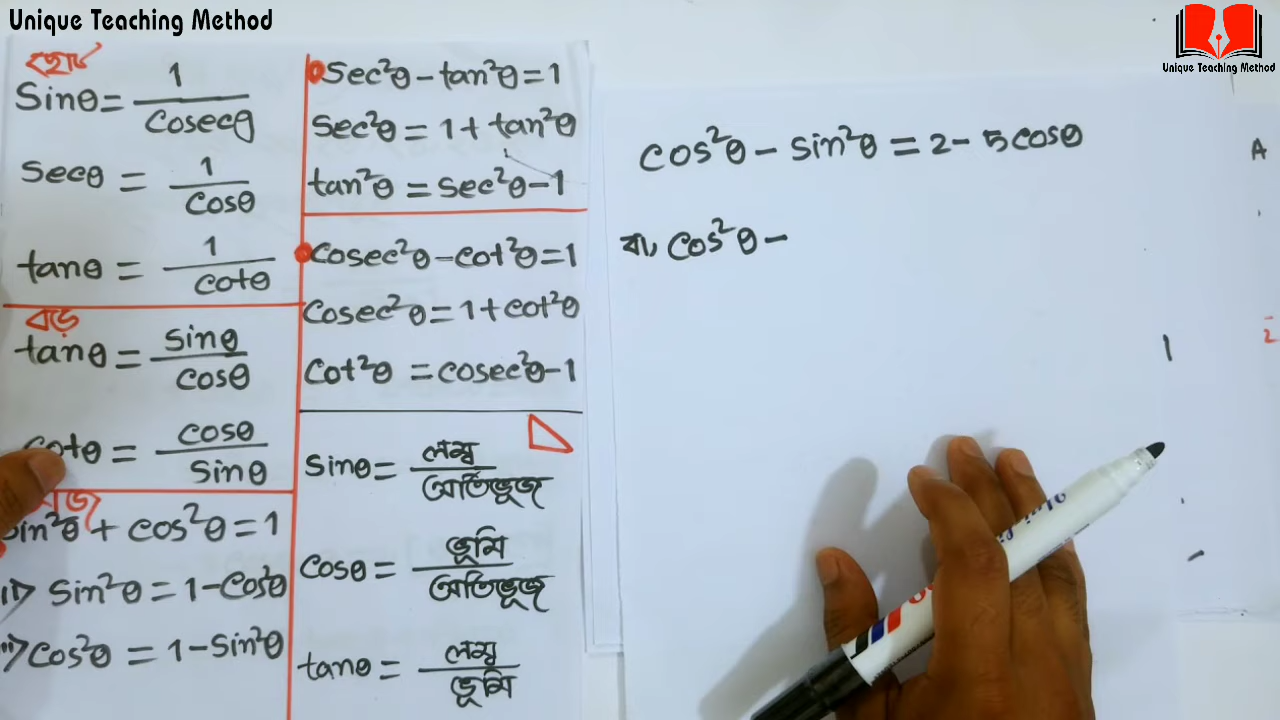 Unique Teaching Method
Unique Teaching Method
ছোট
Sinθ = 1/Cosecθ
Secθ = 1/Cosθ
tanθ = 1/Cotθ
বড়
tanθ = Sinθ/Cosθ
Cotθ = Cosθ/Sinθ
Sin²θ + Cos²θ = 1
Sin²θ = 1-Cos²θ
Cos²θ = 1-Sin²θ
Sec²θ - tan²θ = 1
Sec²θ = 1 + tan²θ
tan²θ = Sec²θ-1
Cosec²θ-Cot²θ=1
Cosec²θ = 1+Cot²θ
Cot²θ = Cosec²θ-1
Sinθ = লম্ব/অতিভূজ
Cosθ = ভূমি/অতিভূজ
tanθ = লম্ব/ভূমি
Cos²θ - Sin²θ = 2 - 5Cosθ
বা, Cos²θ -
A
2